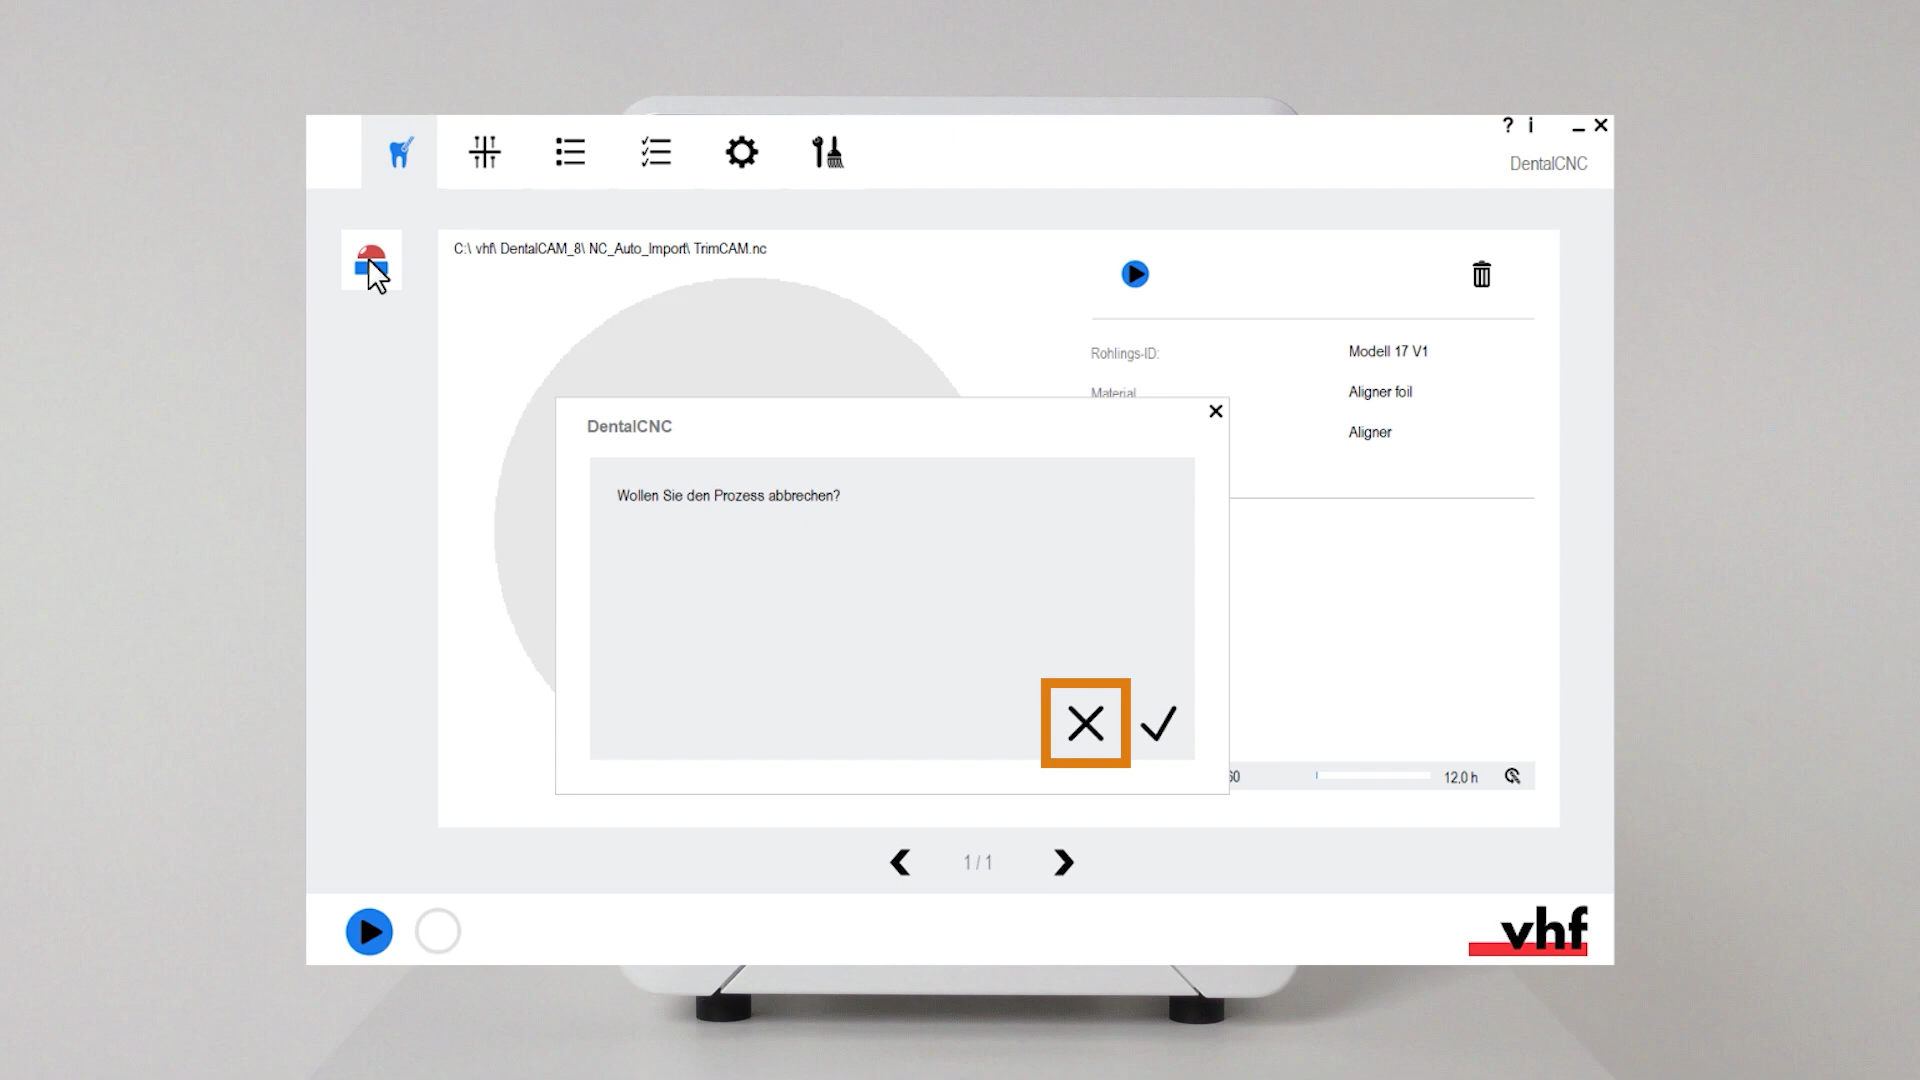 ? i
DentalCNC
C:\ vhf\ DentalCAM_8\ NC_Auto_Import\ TrimCAM.nc
Rohlings-ID:
Modell 17 V1
Material
Aligner foil
Aligner
DentalCNC
Wollen Sie den Prozess abbrechen?
12.0 h
1 / 1
vhf